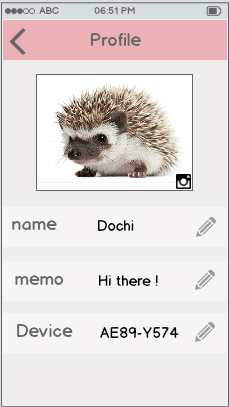 ABC 06:51 PM
Profile
name Dochi
memo Hi there !
Device AE89-Y574